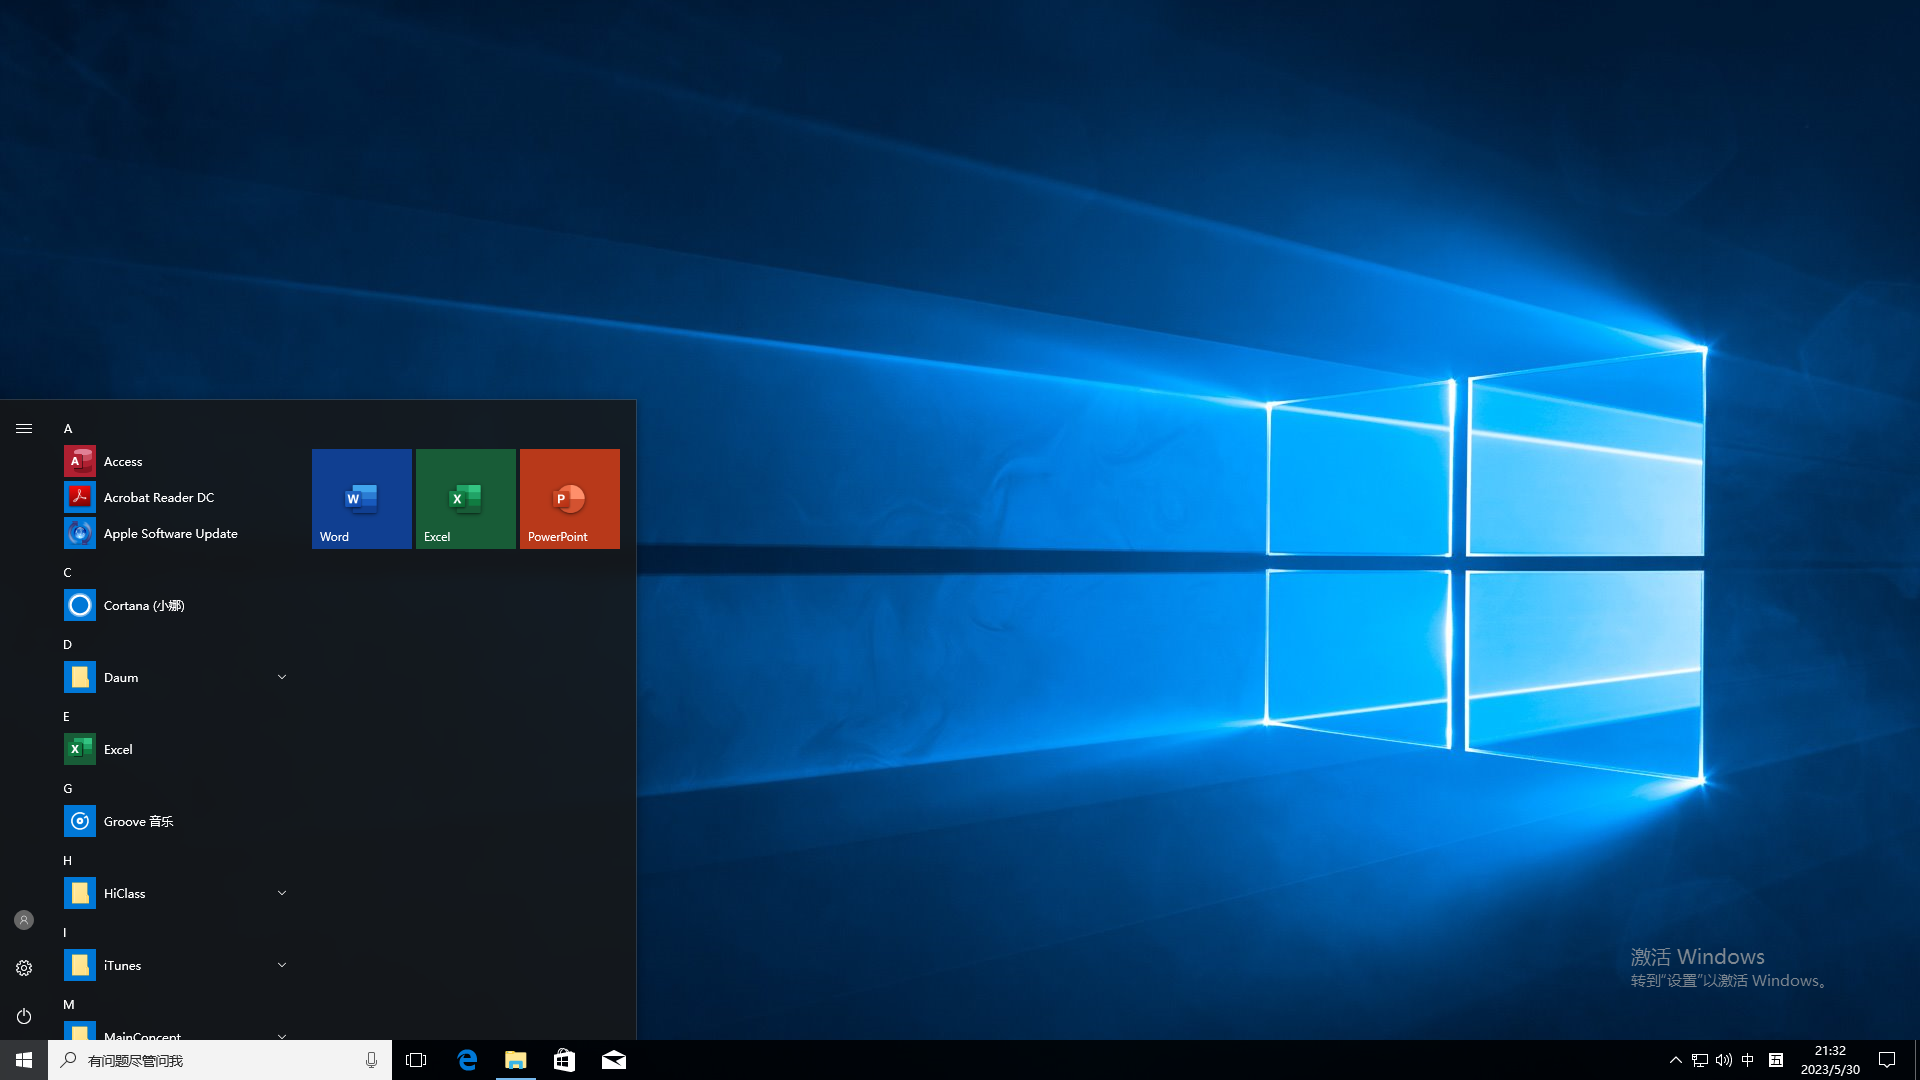 A
Access
Acrobat Reader DC
Apple Software Update
C
Cortana (小娜)
D
Daum
E
Excel
G
Groove 音乐
H
HiClass
I
iTunes
M
MainConcept
Word
Excel
PowerPoint
激活 Windows
转到"设置"以激活 Windows。
有问题尽管问我
中
五
21:32
2023/5/30